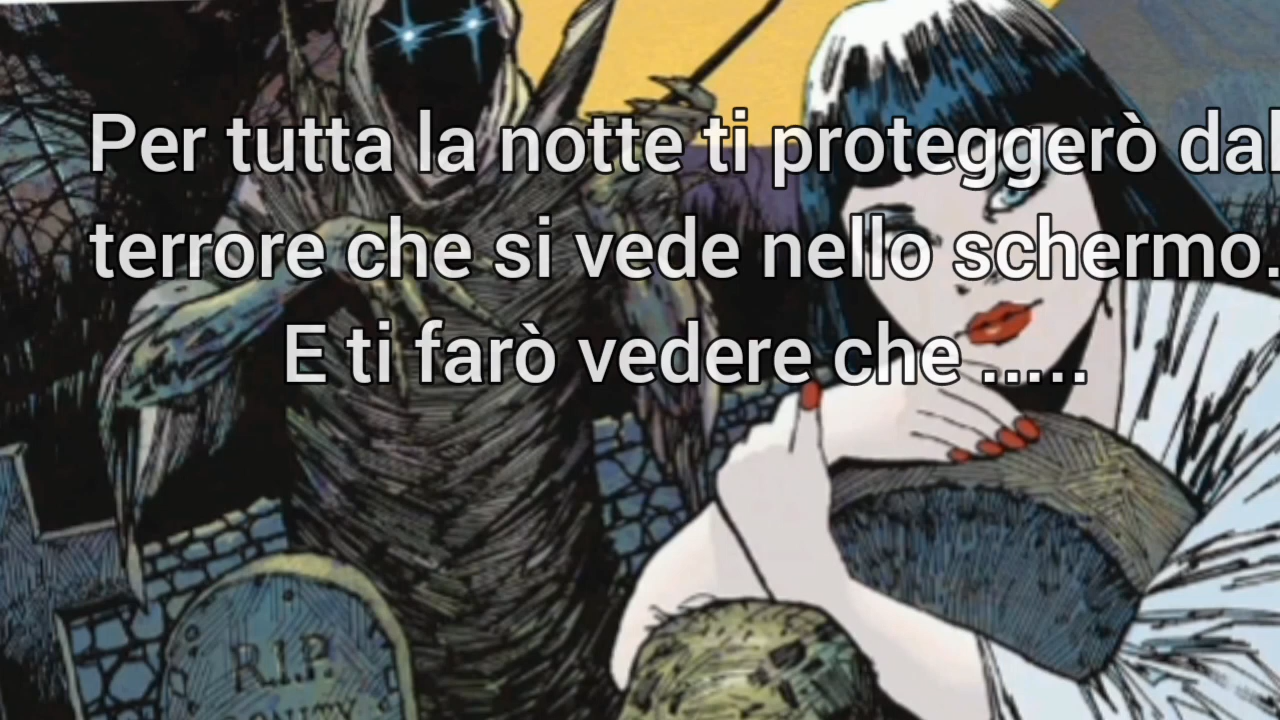 Per tutta la notte ti proteggerò dal
terrore che si vede nello schermo.
E ti farò vedere che .....
R.I.P.